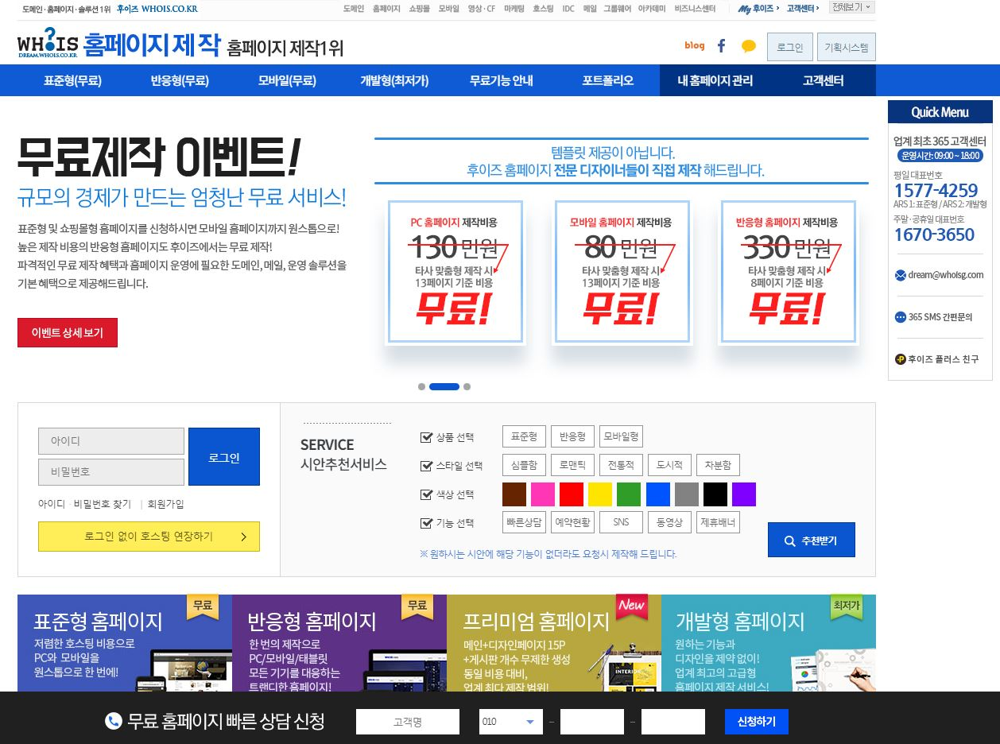 도메인 · 홈페이지 · 솔루션 1위 후이즈 WHOIS.CO.KR
도메인 홈페이지 쇼핑몰 모바일 영상 · CF 마케팅 호스팅 IDC 메일 그룹웨어 아카데미 비즈니스센터 My 후이즈 고객센터 전체보기
WH?IS 홈페이지 제작 홈페이지 제작1위
DREAM.WHOIS.CO.KR
blog f 로그인 기획시스템
표준형(무료) 반응형(무료) 모바일(무료) 개발형(최저가) 무료기능 안내 포트폴리오 내 홈페이지 관리 고객센터
무료제작 이벤트!
규모의 경제가 만드는 엄청난 무료 서비스!
표준형 및 쇼핑몰형 홈페이지를 신청하시면 모바일 홈페이지까지 원스톱으로!
높은 제작 비용의 반응형 홈페이지도 후이즈에서는 무료 제작!
파격적인 무료 제작 혜택과 홈페이지 운영에 필요한 도메인, 메일, 운영 솔루션을
기본 혜택으로 제공해드립니다.
이벤트 상세 보기
템플릿 제공이 아닙니다.
후이즈 홈페이지 전문 디자이너들이 직접 제작 해드립니다.
PC 홈페이지 제작비용
130 만원
타사 맞춤형 제작 시
13페이지 기준 비용
무료!
모바일 홈페이지 제작비용
80 만원
타사 맞춤형 제작 시
13페이지 기준 비용
무료!
반응형 홈페이지 제작비용
330 만원
타사 맞춤형 제작 시
8페이지 기준 비용
무료!
Quick Menu
업계 최초 365 고객센터
운영시간: 09:00 ~ 18:00
평일 대표번호
1577-4259
ARS 1 : 표준형 / ARS 2 : 개발형
주말 · 공휴일 대표번호
1670-3650
dream@whoisg.com
365 SMS 간편문의
후이즈 플러스 친구
아이디
비밀번호
로그인
아이디 · 비밀번호 찾기 | 회원가입
로그인 없이 호스팅 연장하기
SERVICE
시안추천서비스
상품 선택 표준형 반응형 모바일형
스타일 선택 심플함 로맨틱 전통적 도시적 차분함
색상 선택
기능 선택 빠른상담 예약현황 SNS 동영상 제휴배너
※ 원하시는 시안에 해당 기능이 없더라도 요청시 제작해 드립니다.
추천받기
무료
표준형 홈페이지
저렴한 호스팅 비용으로
PC와 모바일을
원스톱으로 한 번에!
무료
반응형 홈페이지
한 번의 제작으로
PC/모바일/태블릿
모든 기기를 대응하는
트랜디한 홈페이지!
New
프리미엄 홈페이지
메인+디자인페이지 15P
+게시판 개수 무제한 생성
동일 비용 대비,
업계 최다 제작 범위!
INTERIOR
최저가
개발형 홈페이지
원하는 기능과
디자인을 제약 없이!
업계 최고의 고급형
홈페이지 제작 서비스!
무료 홈페이지 빠른 상담 신청 고객명 010 – – 신청하기